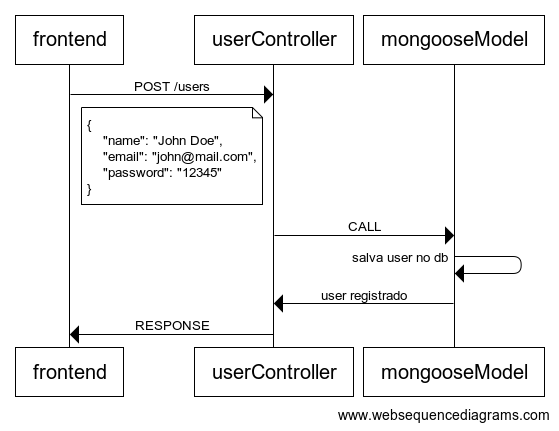 frontend
userController
mongooseModel
POST /users
{
"name": "John Doe",
"email": "john@mail.com",
"password": "12345"
}
CALL
salva user no db
user registrado
RESPONSE
frontend
userController
mongooseModel
www.websequencediagrams.com